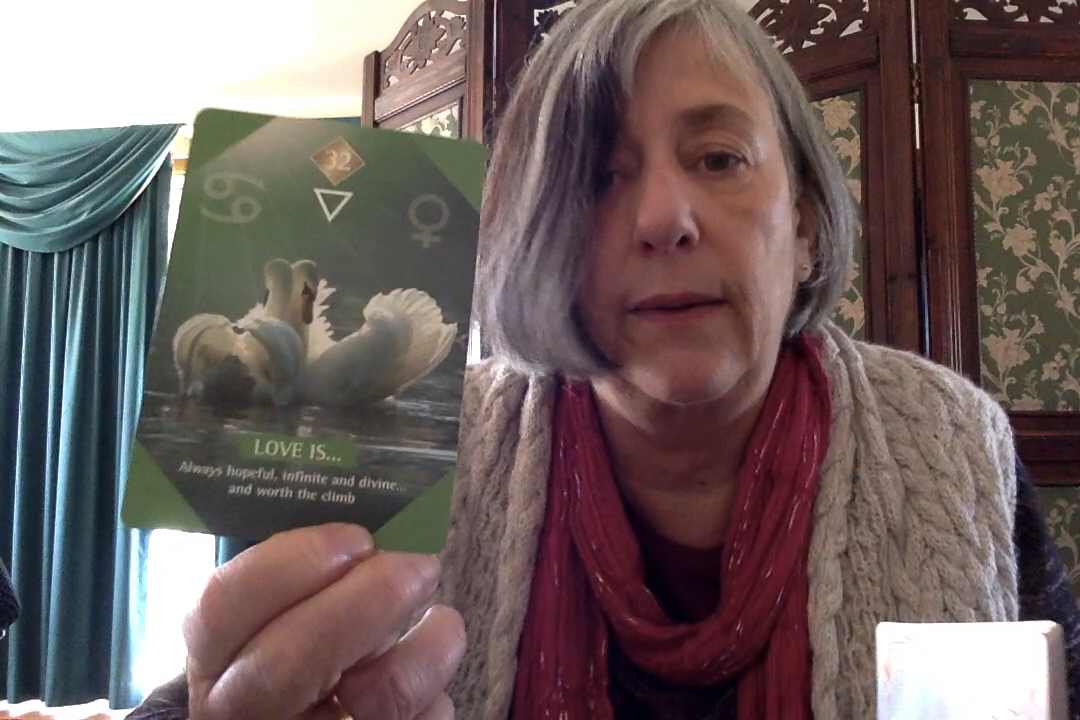 32
LOVE IS...
Always hopeful, infinite and divine...
and worth the climb